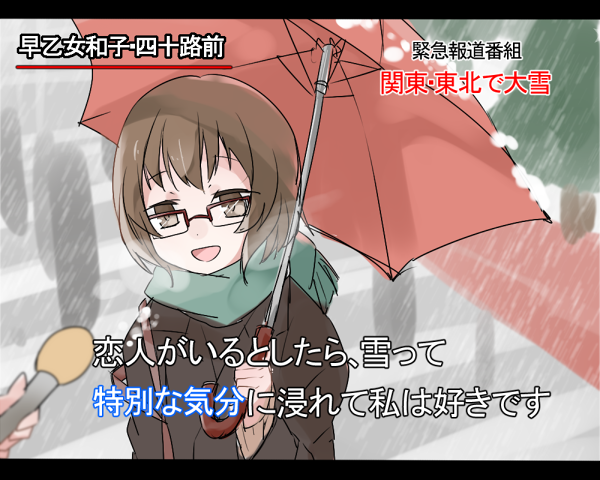 早乙女和子・四十路前
緊急報道番組
関東・東北で大雪
恋人がいるとしたら、雪って
特別な気分に浸れて私は好きです